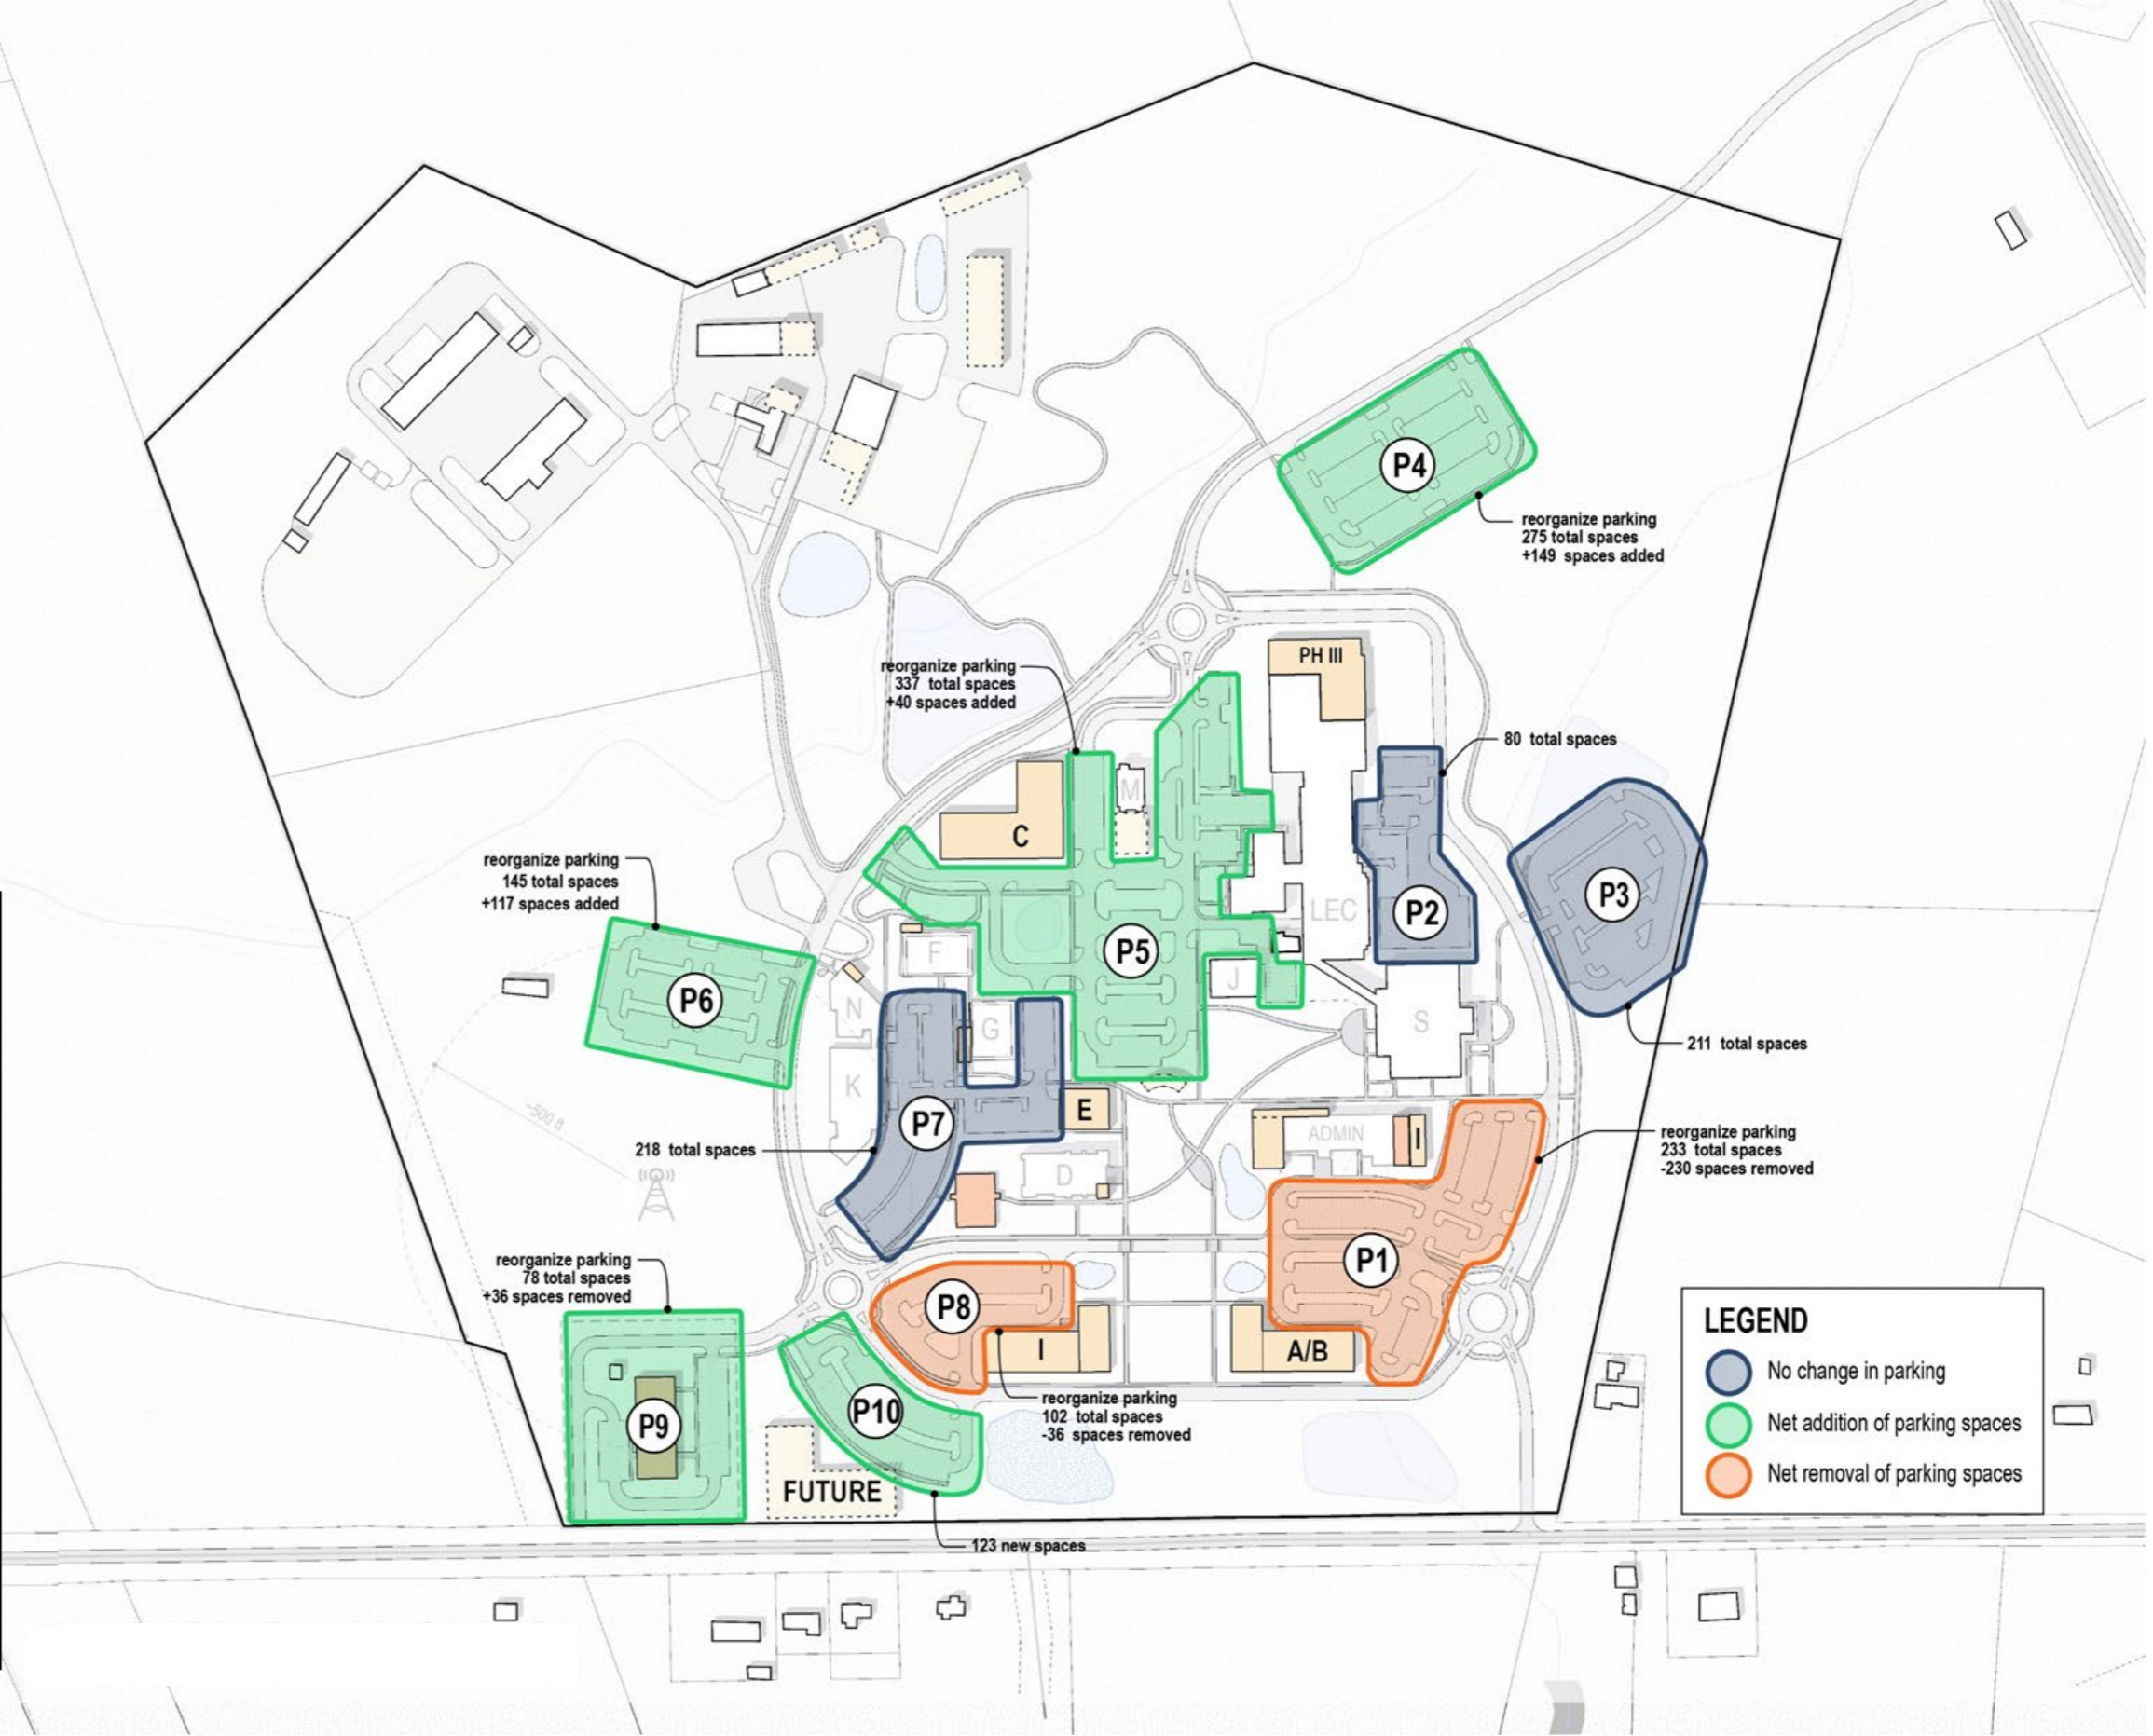 P4
reorganize parking
275 total spaces
+149 spaces added
PH III
reorganize parking
337 total spaces
+40 spaces added
80 total spaces
M
C
P3
reorganize parking
145 total spaces
+117 spaces added
LEC
P2
F
P5
J
P6
N
G
S
211 total spaces
K
E
P7
ADMIN
I
~500 ft
218 total spaces
D
reorganize parking
233 total spaces
-230 spaces removed
reorganize parking
78 total spaces
+36 spaces removed
P1
P8
I
A/B
P9
P10
reorganize parking
102 total spaces
-36 spaces removed
FUTURE
123 new spaces
LEGEND
No change in parking
Net addition of parking spaces
Net removal of parking spaces